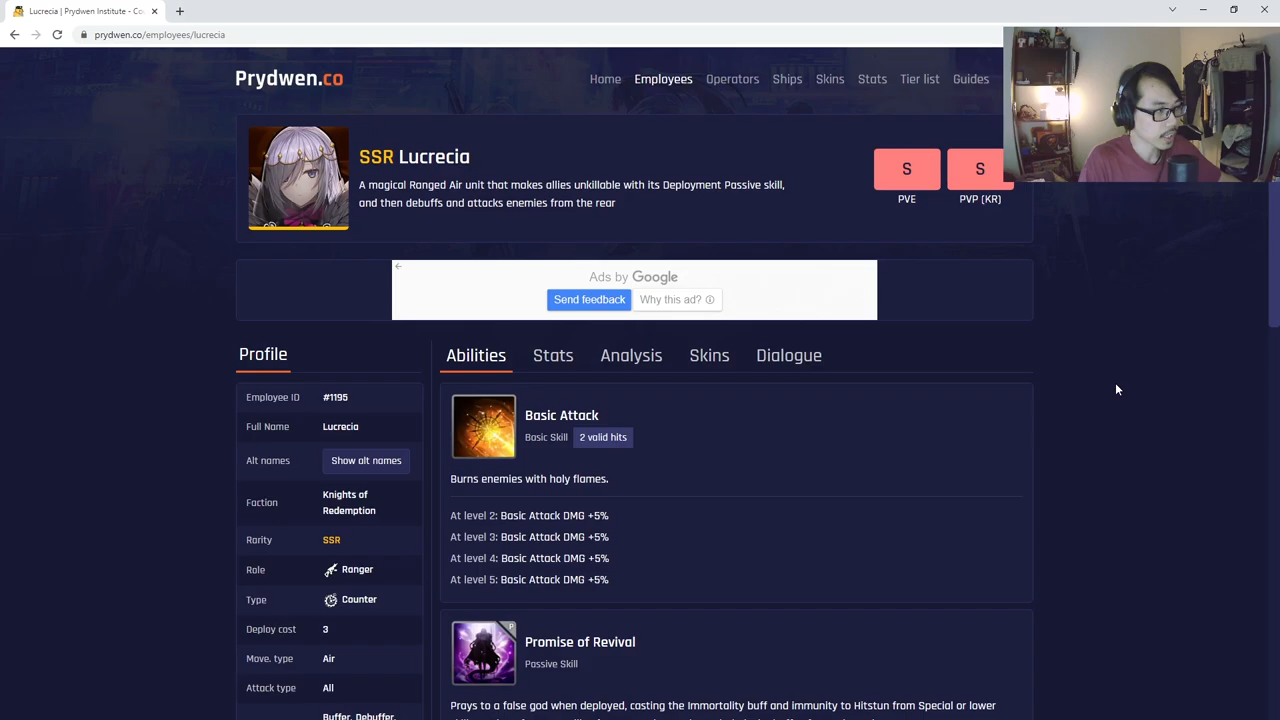 Lucrecia | Prydwen Institute - Co
prydwen.co/employees/lucrecia
Prydwen.co
Home Employees Operators Ships Skins Stats Tier list Guides
SSR Lucrecia
A magical Ranged Air unit that makes allies unkillable with its Deployment Passive skill,
and then debuffs and attacks enemies from the rear
S S
PVE PVP (KR)
Ads by Google
Send feedback Why this ad?
Profile
Abilities Stats Analysis Skins Dialogue
Employee ID #1195
Full Name Lucrecia
Alt names Show alt names
Faction Knights of
Redemption
Rarity SSR
Role Ranger
Type Counter
Deploy cost 3
Move. type Air
Attack type All
Buffer, Debuffer,
Basic Attack
Basic Skill 2 valid hits
Burns enemies with holy flames.
At level 2: Basic Attack DMG +5%
At level 3: Basic Attack DMG +5%
At level 4: Basic Attack DMG +5%
At level 5: Basic Attack DMG +5%
P
Promise of Revival
Passive Skill
Prays to a false god when deployed, casting the Immortality buff and immunity to Hitstun from Special or lower